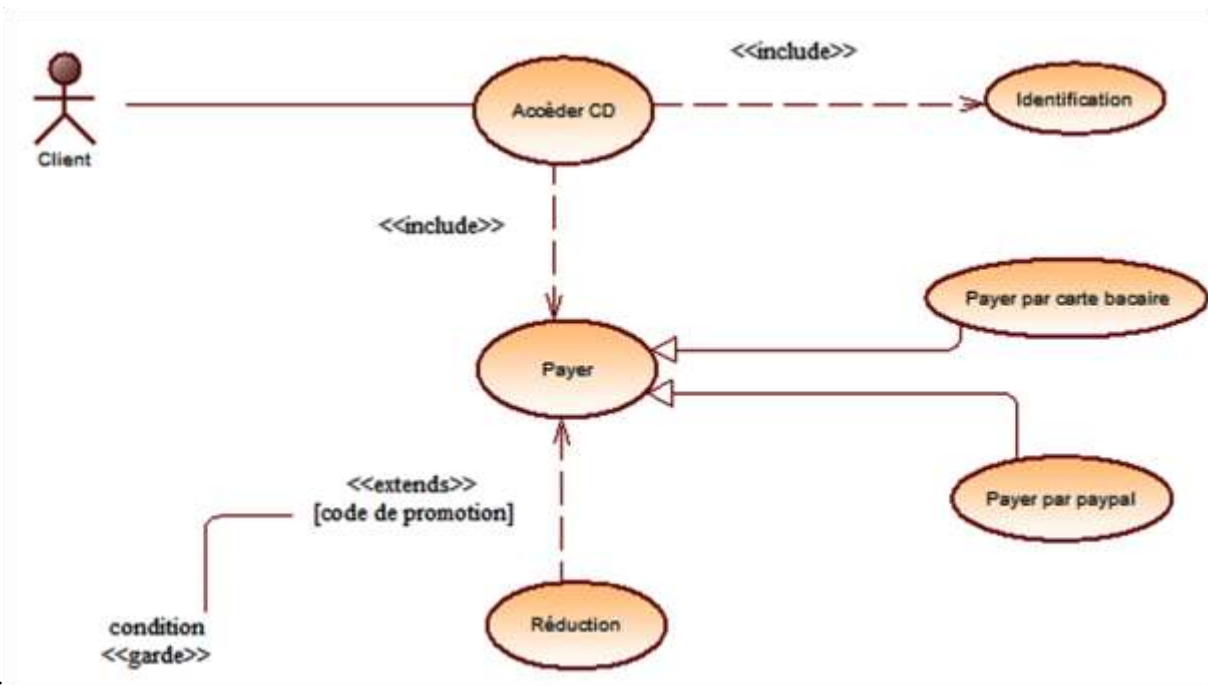 <<include>>
Accèder CD
Identification
Client
<<include>>
Payer par carte bacaire
Payer
<<extends>>
[code de promotion]
Payer par paypal
Réduction
condition
<<garde>>